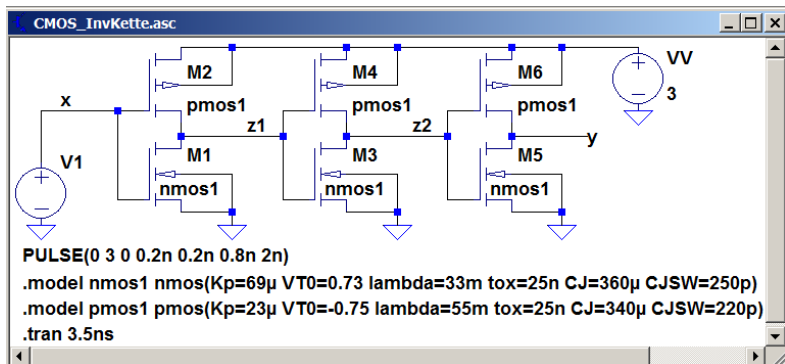 CMOS_InvKette.asc
M2
M4
M6
VV
pmos1
pmos1
pmos1
3
x
z1
z2
y
V1
M1
M3
M5
nmos1
nmos1
nmos1
PULSE(0 3 0 0.2n 0.2n 0.8n 2n)
.model nmos1 nmos(Kp=69µ VT0=0.73 lambda=33m tox=25n CJ=360µ CJSW=250p)
.model pmos1 pmos(Kp=23µ VT0=-0.75 lambda=55m tox=25n CJ=340µ CJSW=220p)
.tran 3.5ns